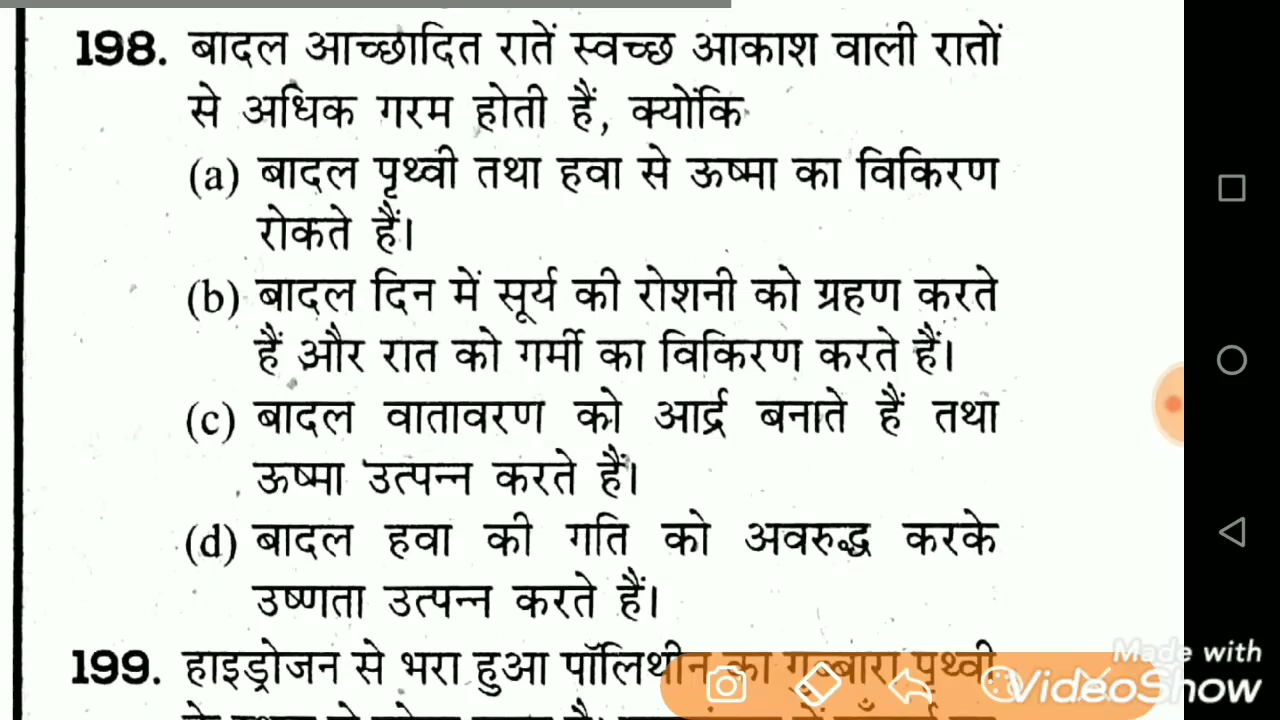 198. बादल आच्छादित रातें स्वच्छ आकाश वाली रातों
से अधिक गरम होती हैं, क्योंकि
(a) बादल पृथ्वी तथा हवा से ऊष्मा का विकिरण
रोकते हैं।
(b) बादल दिन में सूर्य की रोशनी को ग्रहण करते
हैं और रात को गर्मी का विकिरण करते हैं।
(c) बादल वातावरण को आर्द्र बनाते हैं तथा
ऊष्मा उत्पन्न करते हैं।
(d) बादल हवा की गति को अवरुद्ध करके
उष्णता उत्पन्न करते हैं।
199. हाइड्रोजन से भरा हुआ पॉलिथीन का गुब्बारा पृथ्वी
Made with
VideoShow